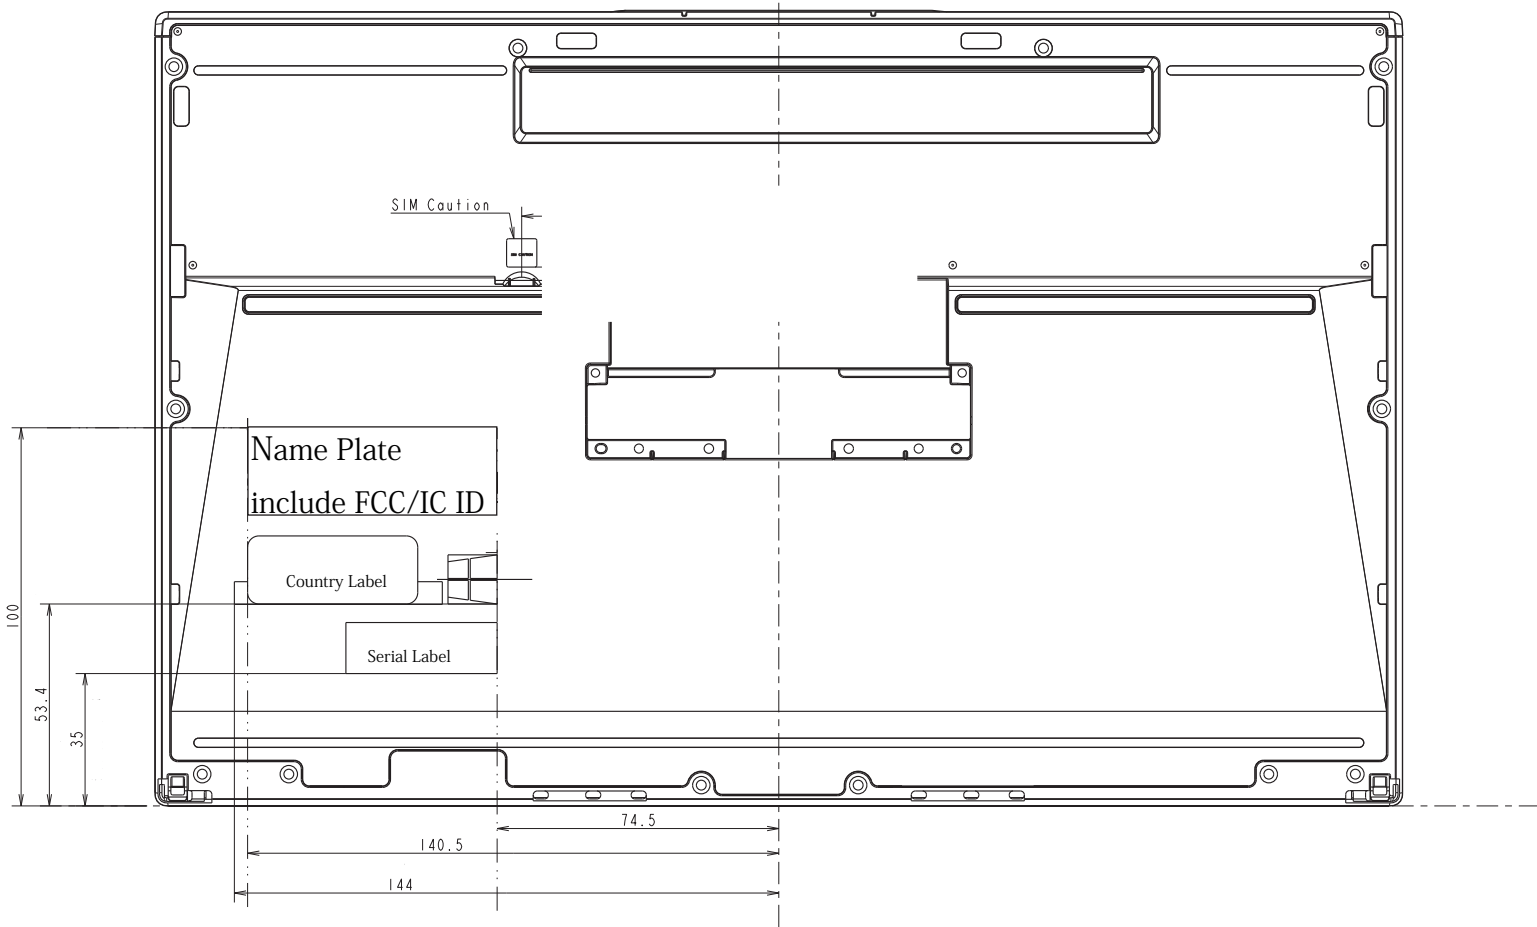 SIM Caution
Name Plate
include FCC/IC ID
Country Label
Serial Label
100
53.4
35
74.5
140.5
144